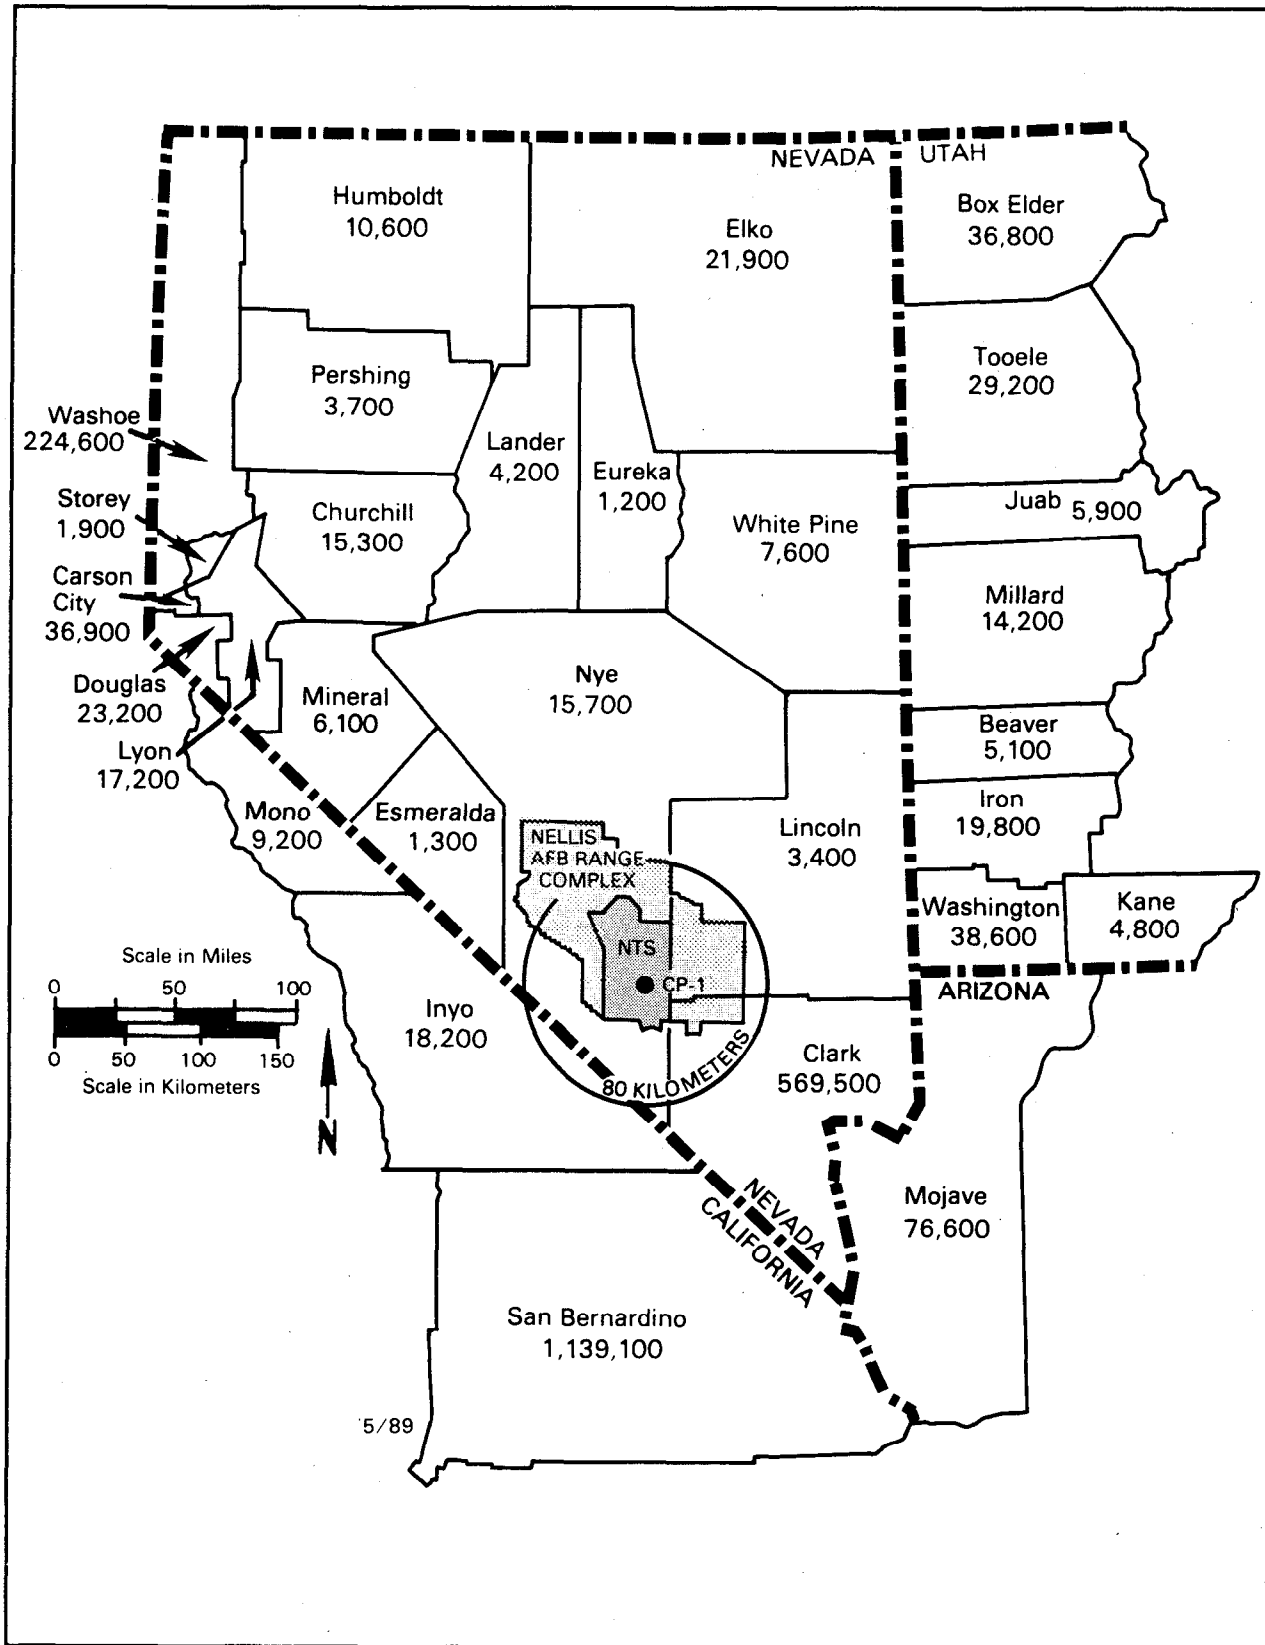 NEVADA
UTAH
Humboldt
10,600
Elko
21,900
Box Elder
36,800
Pershing
3,700
Tooele
29,200
Washoe
224,600
Lander
4,200
Eureka
1,200
Juab 5,900
Storey
1,900
Churchill
15,300
White Pine
7,600
Carson
City
36,900
Millard
14,200
Douglas
23,200
Mineral
6,100
Nye
15,700
Beaver
5,100
Lyon
17,200
Mono
9,200
Esmeralda
1,300
Lincoln
3,400
Iron
19,800
NELLIS
AFB RANGE
COMPLEX
Washington
38,600
Kane
4,800
NTS
CP-1
Scale in Miles
0 50 100
0 50 100 150
Scale in Kilometers
N
Inyo
18,200
ARIZONA
Clark
569,500
80 KILOMETERS
Mojave
76,600
NEVADA
CALIFORNIA
San Bernardino
1,139,100
5/89